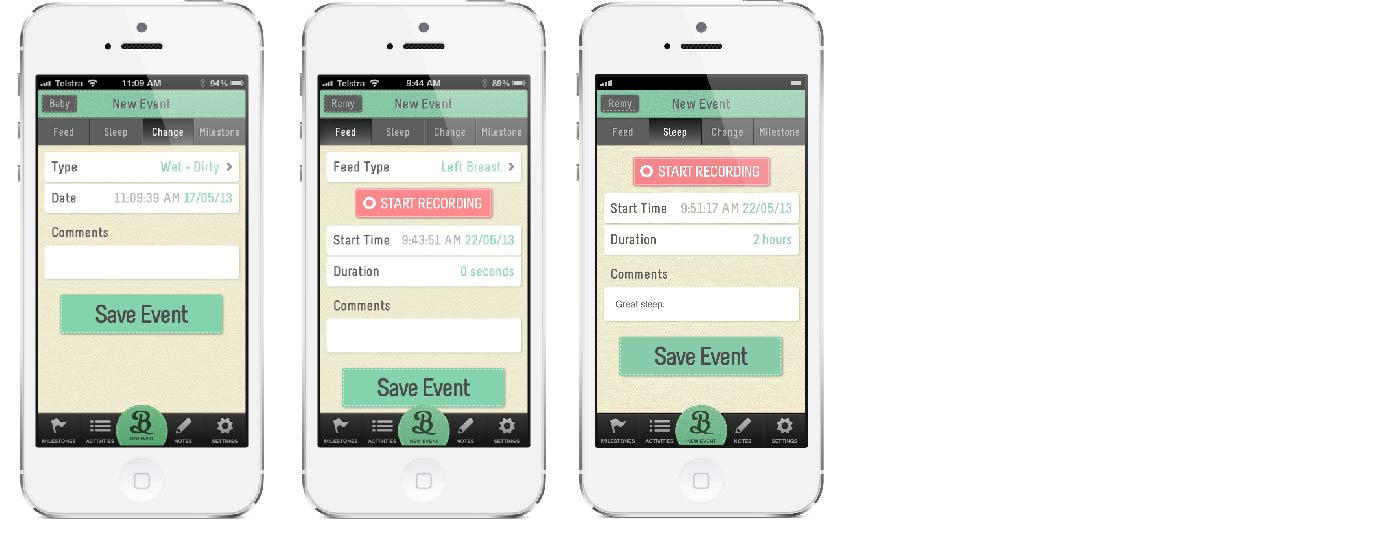 Telstra 11:09 AM 94%
Baby New Event
Feed Sleep Change Milestone
Type Wet + Dirty >
Date 11:09:39 AM 17/05/13
Comments
Save Event
MILESTONES ACTIVITIES B NEW EVENT NOTES SETTINGS
Telstra 9:44 AM 89%
Remy New Event
Feed Sleep Change Milestone
Feed Type Left Breast >
START RECORDING
Start Time 9:43:51 AM 22/05/13
Duration 0 seconds
Comments
Save Event
MILESTONES ACTIVITIES B NEW EVENT NOTES SETTINGS
Remy New Event
Feed Sleep Change Milestone
START RECORDING
Start Time 9:51:17 AM 22/05/13
Duration 2 hours
Comments
Great sleep.
Save Event
MILESTONES ACTIVITIES B NEW EVENT NOTES SETTINGS